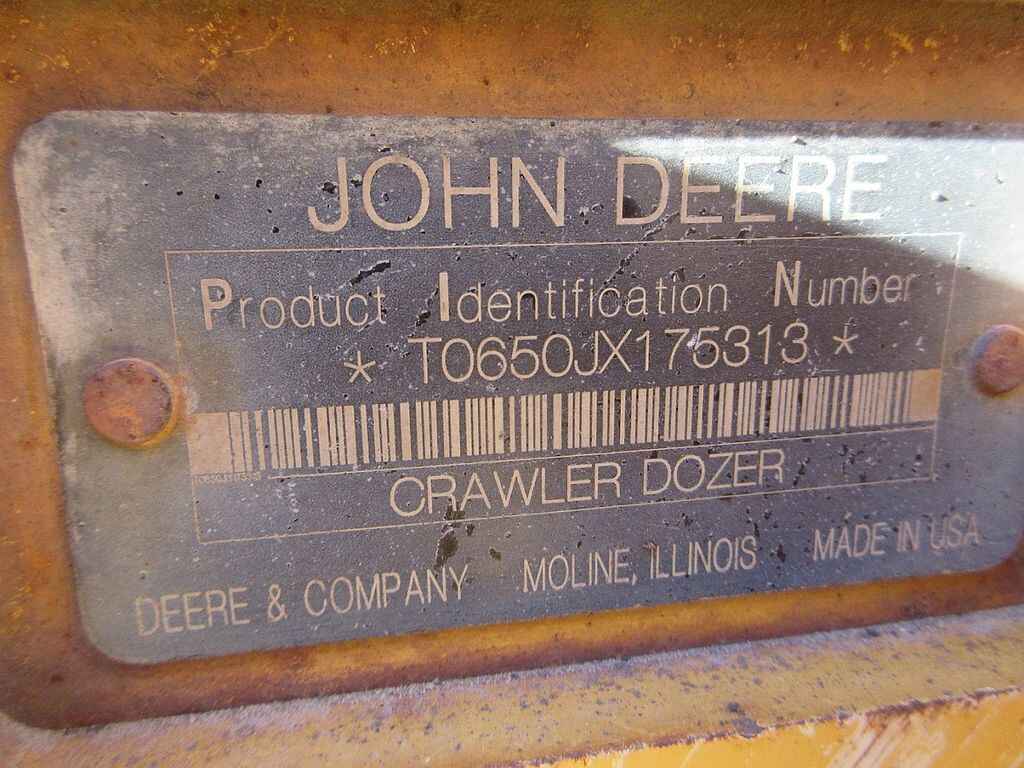 JOHN DEERE
Product Identification Number
* T0650JX175313 *
CRAWLER DOZER
DEERE & COMPANY MOLINE, ILLINOIS MADE IN USA